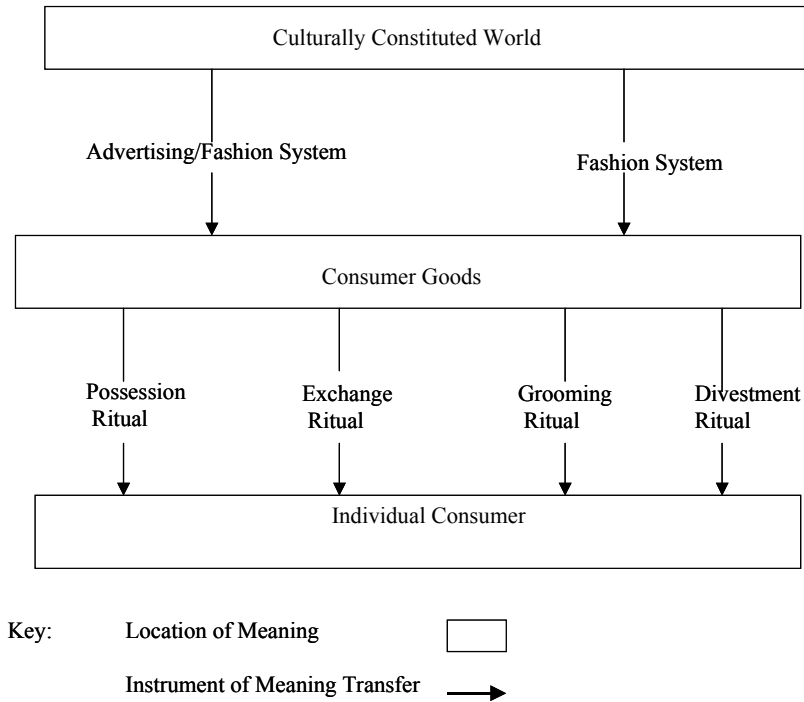 Culturally Constituted World
Advertising/Fashion System
Fashion System
Consumer Goods
Possession
Ritual
Exchange
Ritual
Grooming
Ritual
Divestment
Ritual
Individual Consumer
Key:
Location of Meaning
Instrument of Meaning Transfer